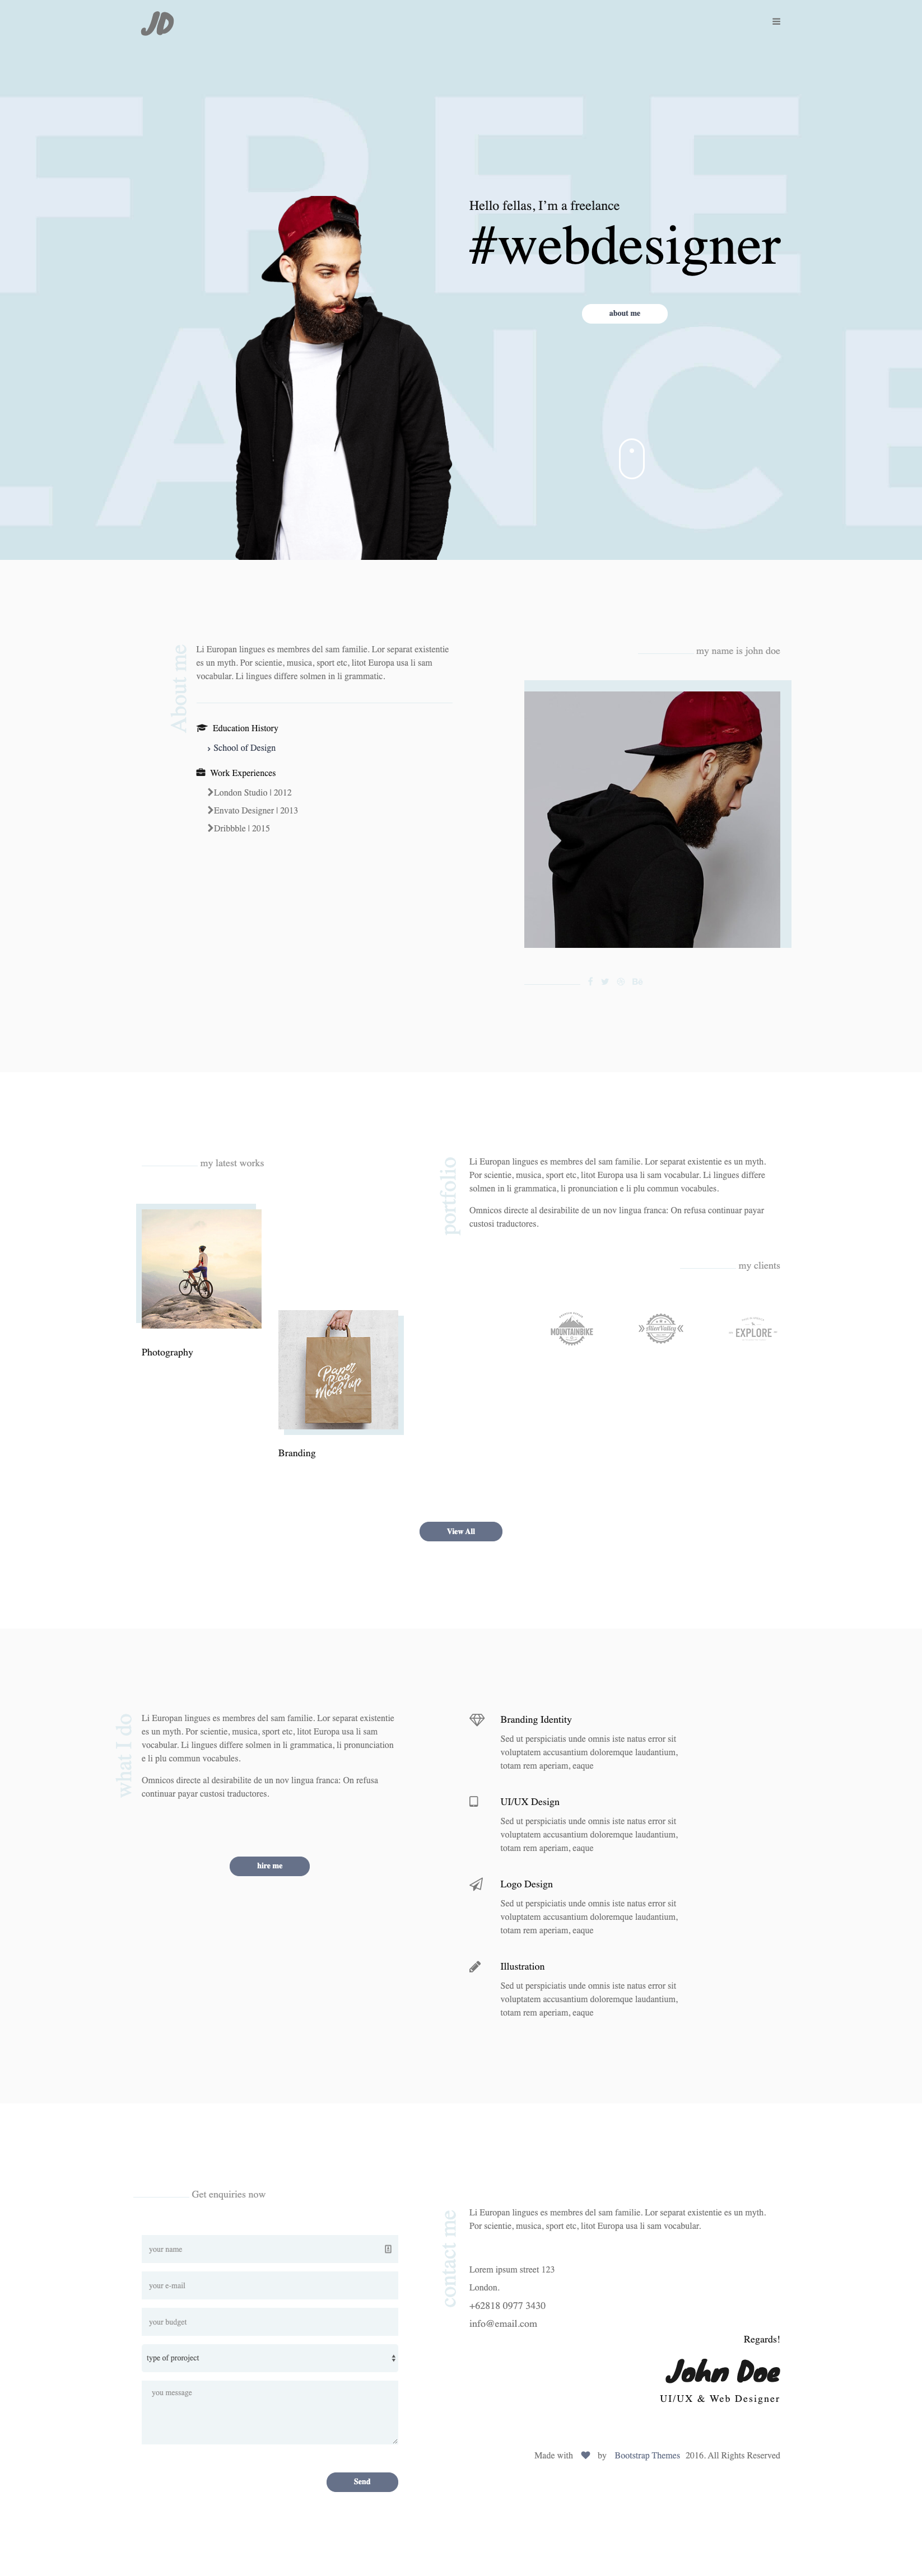 JD
FREE
LANCE
Hello fellas, I'm a freelance
#webdesigner
about me
About me
Li Europan lingues es membres del sam familie. Lor separat existentie
es un myth. Por scientie, musica, sport etc, litot Europa usa li sam
vocabular. Li lingues differe solmen in li grammatic.
Education History
› School of Design
Work Experiences
London Studio | 2012
Envato Designer | 2013
Dribbble | 2015
my name is john doe
my latest works
Photography
Paper
Bag
Mock up
Branding
portfolio
Li Europan lingues es membres del sam familie. Lor separat existentie es un myth.
Por scientie, musica, sport etc, litot Europa usa li sam vocabular. Li lingues differe
solmen in li grammatica, li pronunciation e li plu commun vocabules.
Omnicos directe al desirabilite de un nov lingua franca: On refusa continuar payar
custosi traductores.
my clients
MOUNTAINBIKE
EXPLORE
View All
what I do
Li Europan lingues es membres del sam familie. Lor separat existentie
es un myth. Por scientie, musica, sport etc, litot Europa usa li sam
vocabular. Li lingues differe solmen in li grammatica, li pronunciation
e li plu commun vocabules.
Omnicos directe al desirabilite de un nov lingua franca: On refusa
continuar payar custosi traductores.
hire me
Branding Identity
Sed ut perspiciatis unde omnis iste natus error sit
voluptatem accusantium doloremque laudantium,
totam rem aperiam, eaque
UI/UX Design
Sed ut perspiciatis unde omnis iste natus error sit
voluptatem accusantium doloremque laudantium,
totam rem aperiam, eaque
Logo Design
Sed ut perspiciatis unde omnis iste natus error sit
voluptatem accusantium doloremque laudantium,
totam rem aperiam, eaque
Illustration
Sed ut perspiciatis unde omnis iste natus error sit
voluptatem accusantium doloremque laudantium,
totam rem aperiam, eaque
Get enquiries now
your name
your e-mail
your budget
type of proroject
you message
Send
contact me
Li Europan lingues es membres del sam familie. Lor separat existentie es un myth.
Por scientie, musica, sport etc, litot Europa usa li sam vocabular.
Lorem ipsum street 123
London.
+62818 0977 3430
info@email.com
Regards!
John Doe
UI/UX & Web Designer
Made with by Bootstrap Themes 2016. All Rights Reserved